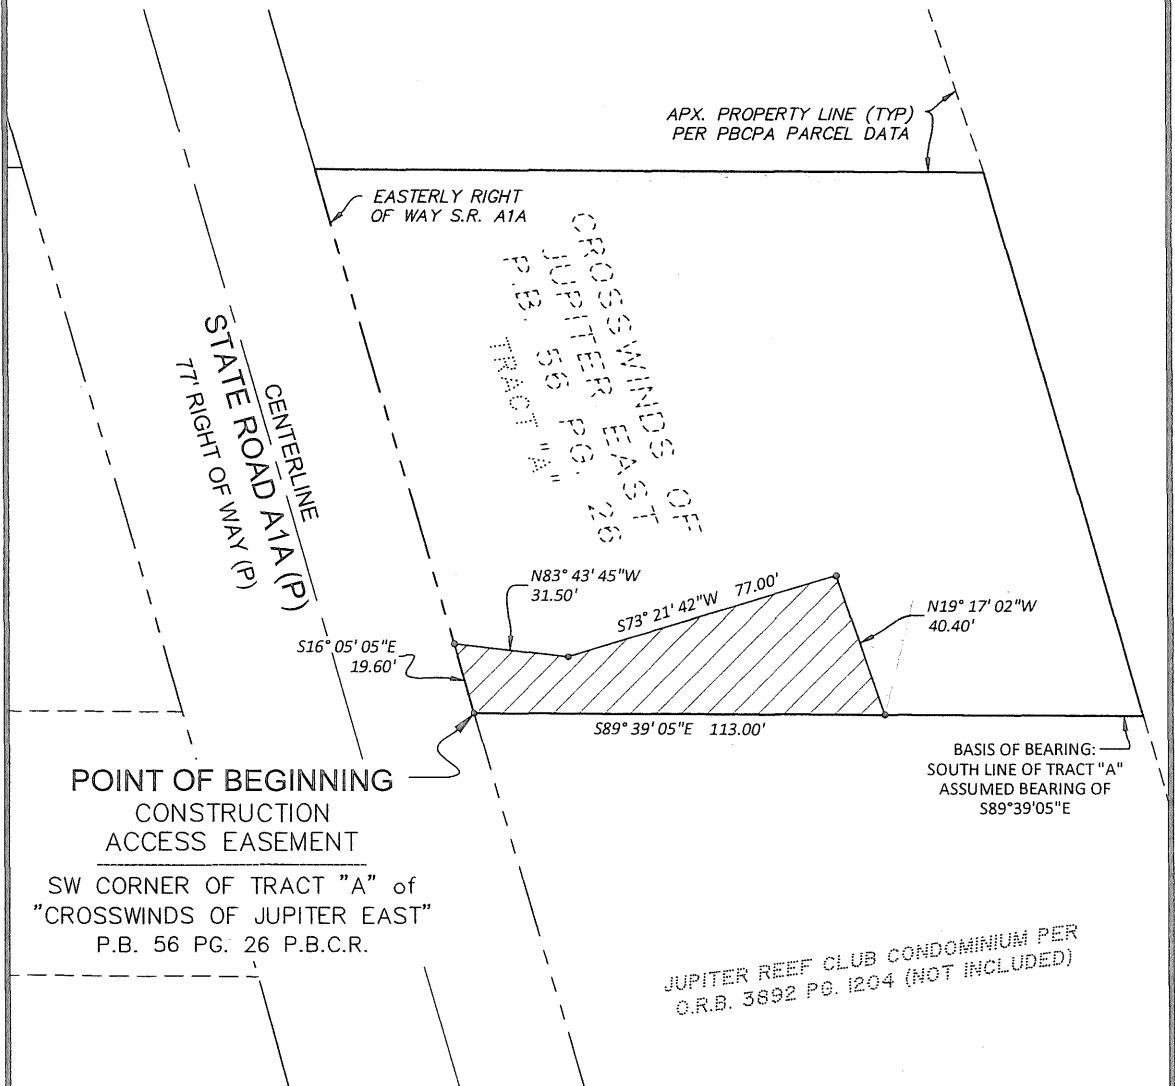 APX. PROPERTY LINE (TYP)
PER PBCPA PARCEL DATA
EASTERLY RIGHT
OF WAY S.R. A1A
CROSSWINDS OF
JUPITER EAST
P.B. 56 PG. 26
TRACT "A"
CENTERLINE
STATE ROAD A1A (P)
77' RIGHT OF WAY (P)
N83° 43' 45"W
31.50'
S73° 21' 42"W 77.00'
N19° 17' 02"W
40.40'
S16° 05' 05"E
19.60'
S89° 39' 05"E 113.00'
BASIS OF BEARING:
SOUTH LINE OF TRACT "A"
ASSUMED BEARING OF
S89°39'05"E
POINT OF BEGINNING
CONSTRUCTION
ACCESS EASEMENT
SW CORNER OF TRACT "A" of
"CROSSWINDS OF JUPITER EAST"
P.B. 56 PG. 26 P.B.C.R.
JUPITER REEF CLUB CONDOMINIUM PER
O.R.B. 3892 PG. 1204 (NOT INCLUDED)